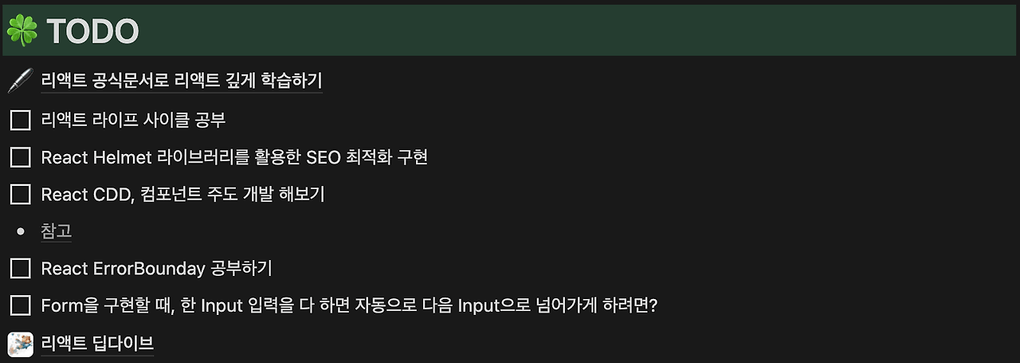 TODO
리액트 공식문서로 리액트 깊게 학습하기
리액트 라이프 사이클 공부
React Helmet 라이브러리를 활용한 SEO 최적화 구현
React CDD, 컴포넌트 주도 개발 해보기
참고
React ErrorBounday 공부하기
Form을 구현할 때, 한 Input 입력을 다 하면 자동으로 다음 Input으로 넘어가게 하려면?
리액트 딥다이브